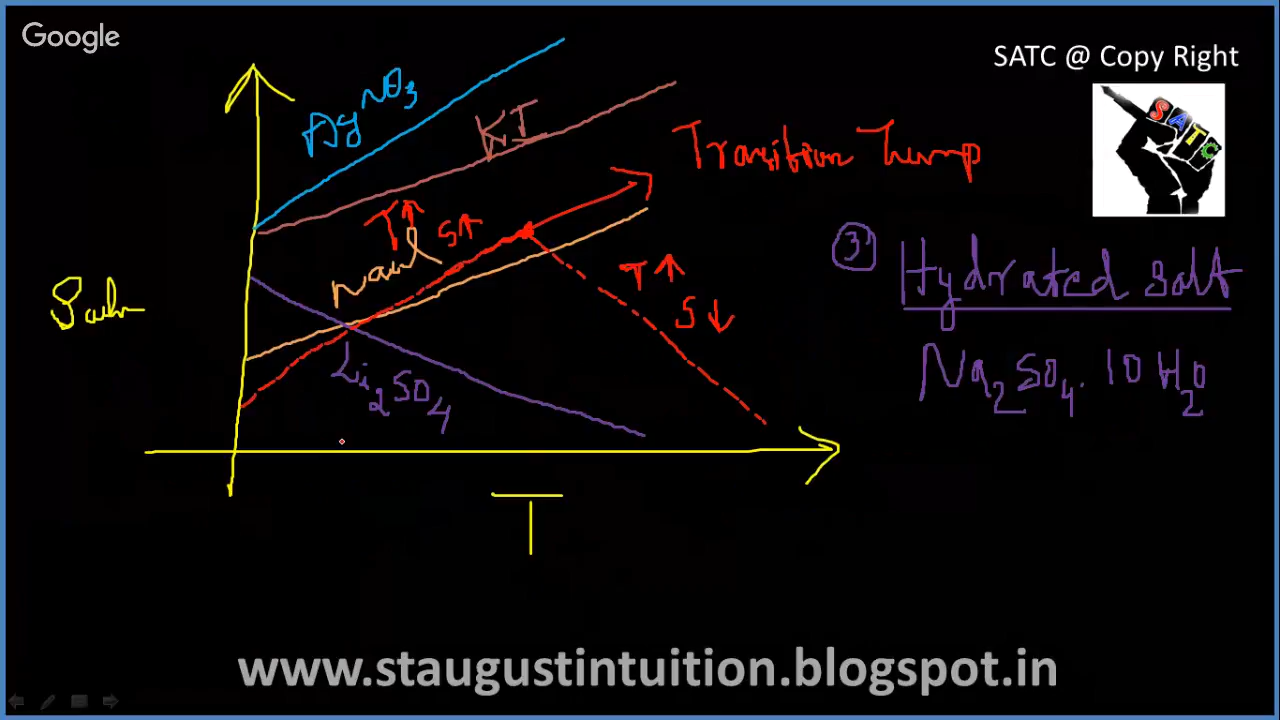 Google
SATC @ Copy Right
SATC
AgNO3
KI
Transition Temp
T↑ S↑
Nacl
T↑
S↓
③ Hydrated Salt
Na2SO4. 10 H2O
Li2SO4
T
www.staugustintuition.blogspot.in